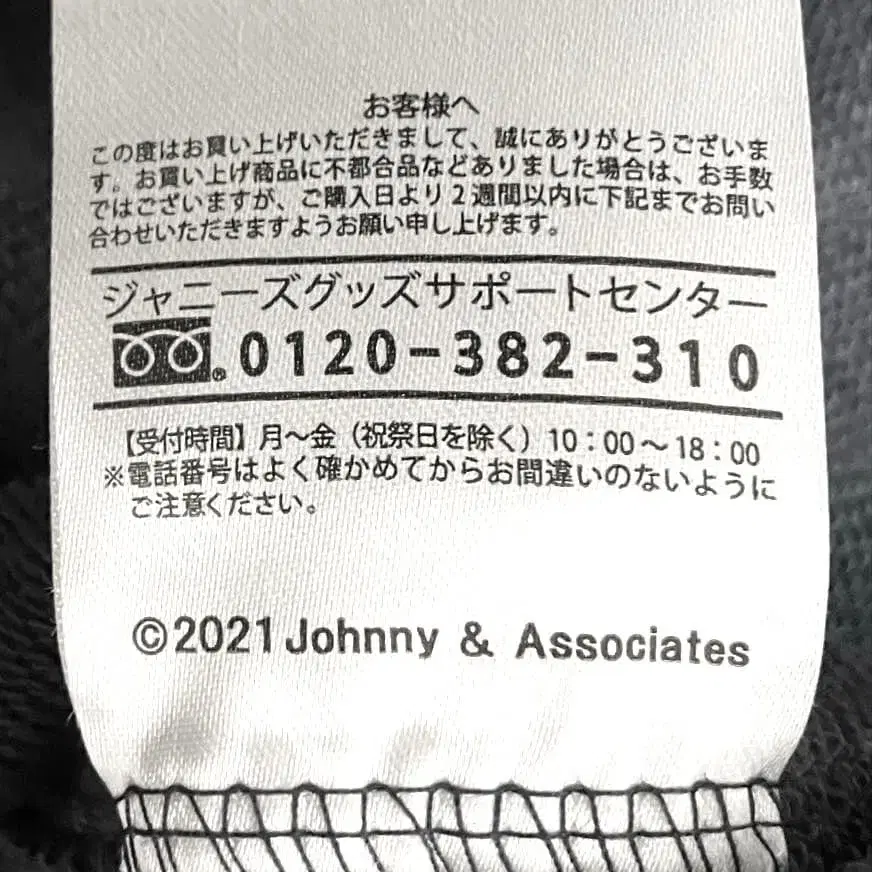 お客様へ
この度はお買い上げいただきまして、誠にありがとうございま
す。お買い上げ商品に不都合品などありました場合は、お手数
ではございますが、ご購入日より2週間以内に下記までお問い
合わせいただきますようお願い申し上げます。
ジャニーズグッズサポートセンター
®0120-382-310
【受付時間】月～金（祝祭日を除く）10：00～18：00
※電話番号はよく確かめてからお間違いのないように
ご注意ください。
©2021 Johnny & Associates